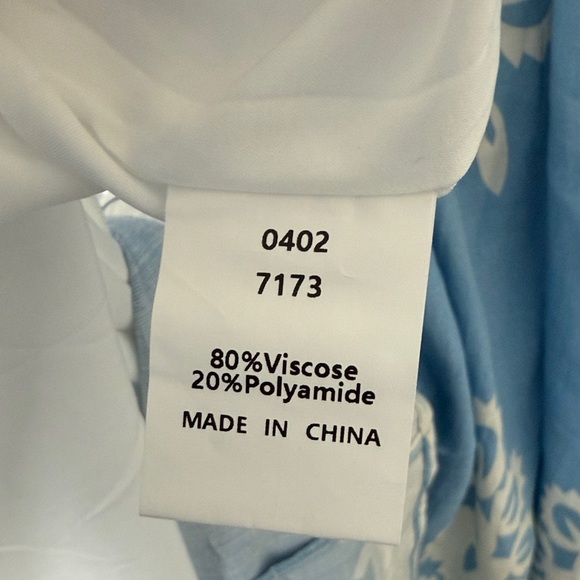 0402
7173
80%Viscose
20%Polyamide
MADE IN CHINA